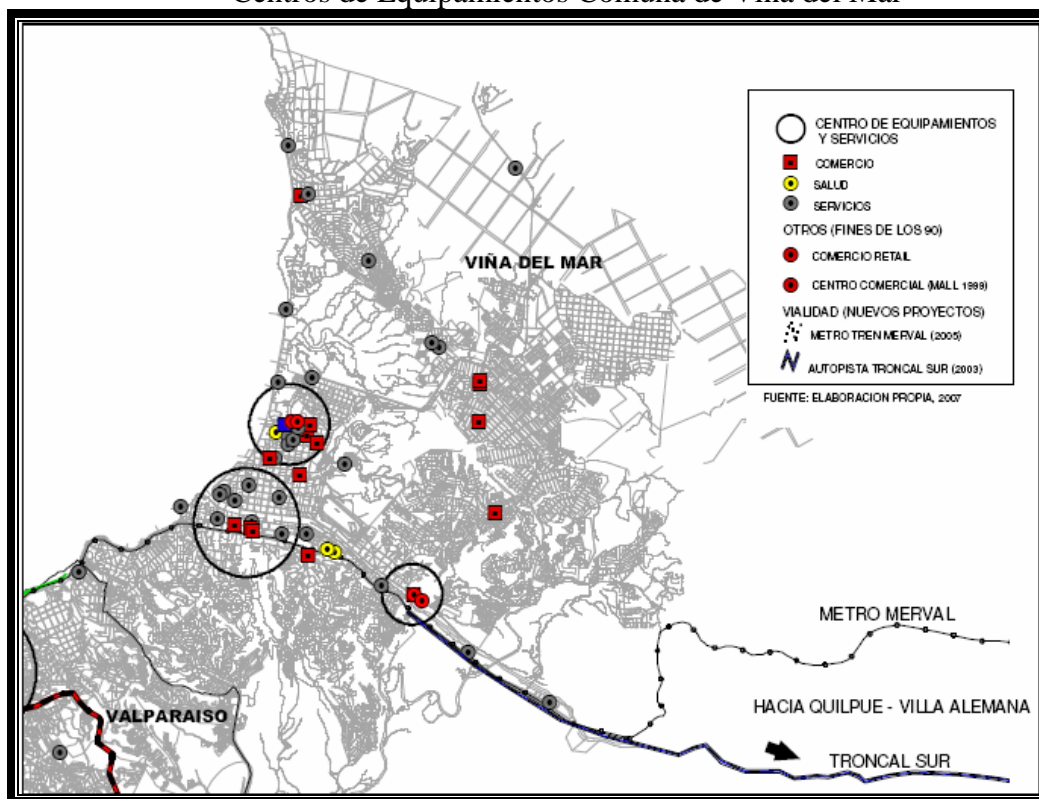 Centros de Equipamientos Comuna de Viña del Mar
CENTRO DE EQUIPAMIENTOS
Y SERVICIOS
COMERCIO
SALUD
SERVICIOS
OTROS (FINES DE LOS 90)
COMERCIO RETAIL
CENTRO COMERCIAL (MALL 1999)
VIALIDAD (NUEVOS PROYECTOS)
METRO TREN MERVAL (2005)
AUTOPISTA TRONCAL SUR (2003)
FUENTE: ELABORACION PROPIA, 2007
VIÑA DEL MAR
METRO MERVAL
HACIA QUILPUE - VILLA ALEMANA
VALPARAISO
TRONCAL SUR